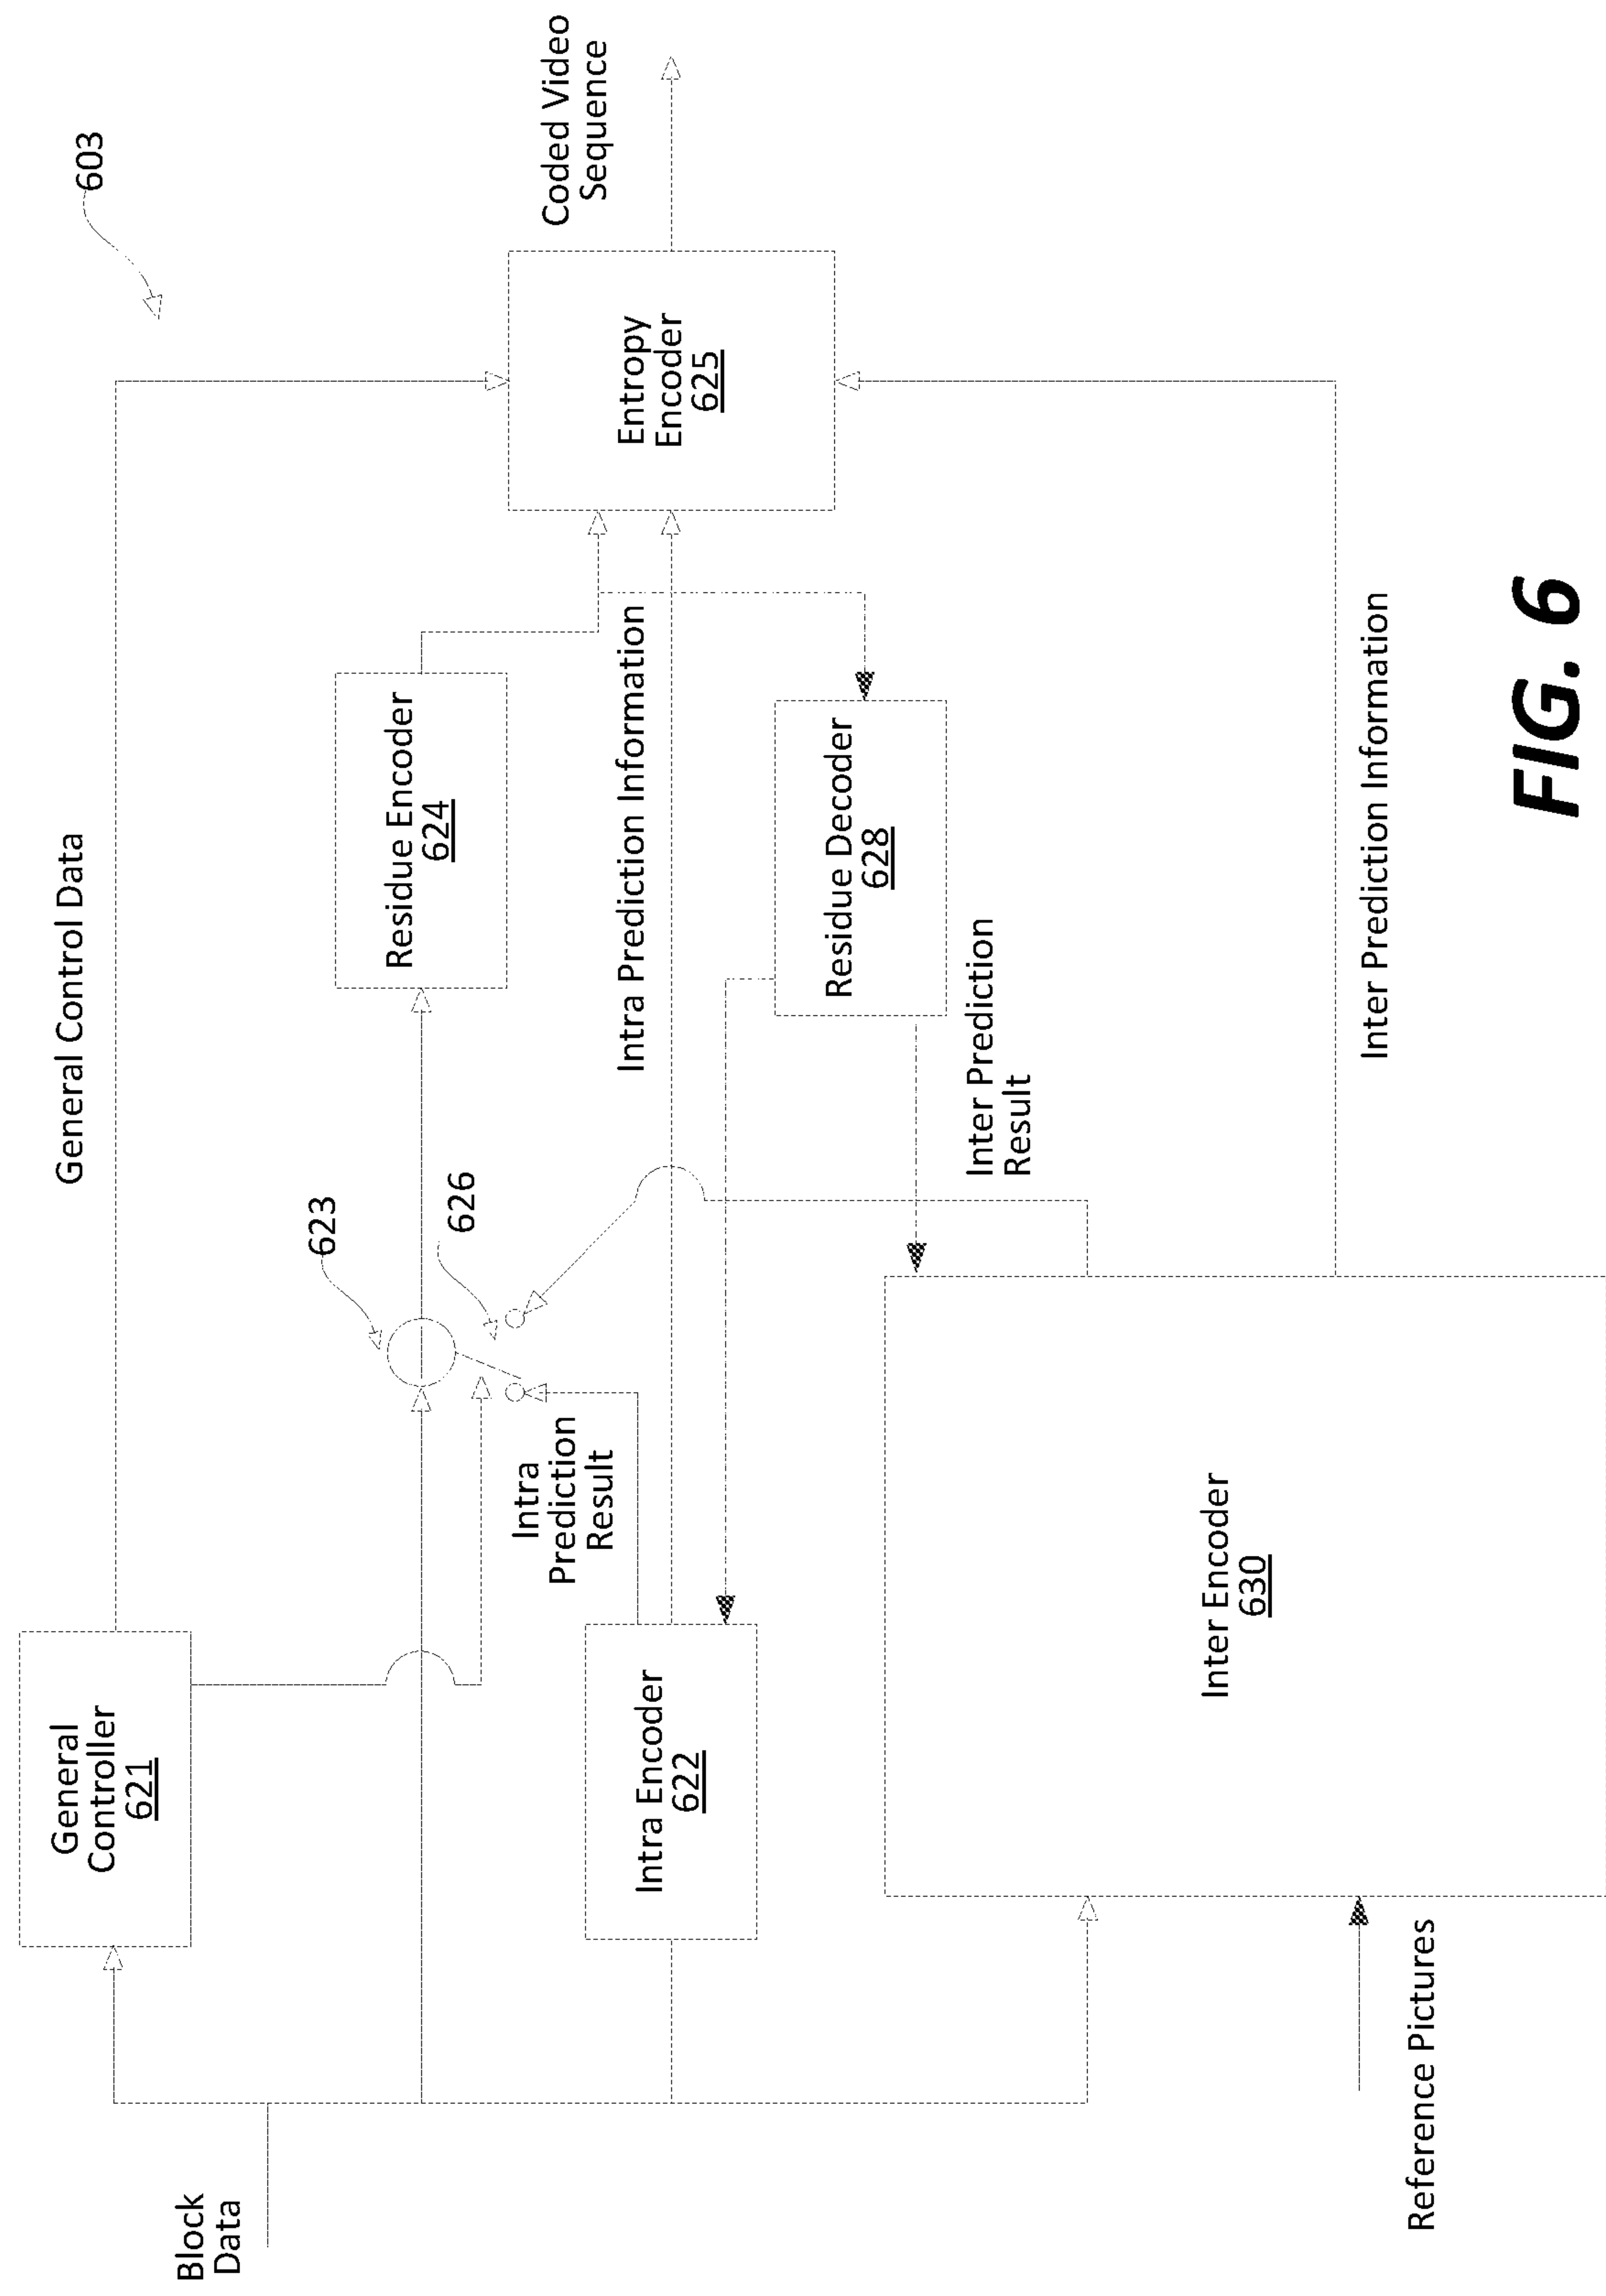 603
General Control Data
Coded Video
Sequence
General
Controller
621
623
626
Residue Encoder
624
Entropy
Encoder
625
Block
Data
Intra
Prediction
Result
Intra Prediction Information
Intra Encoder
622
Residue Decoder
628
Inter Prediction
Result
Inter Encoder
630
Inter Prediction Information
Reference Pictures
FIG. 6